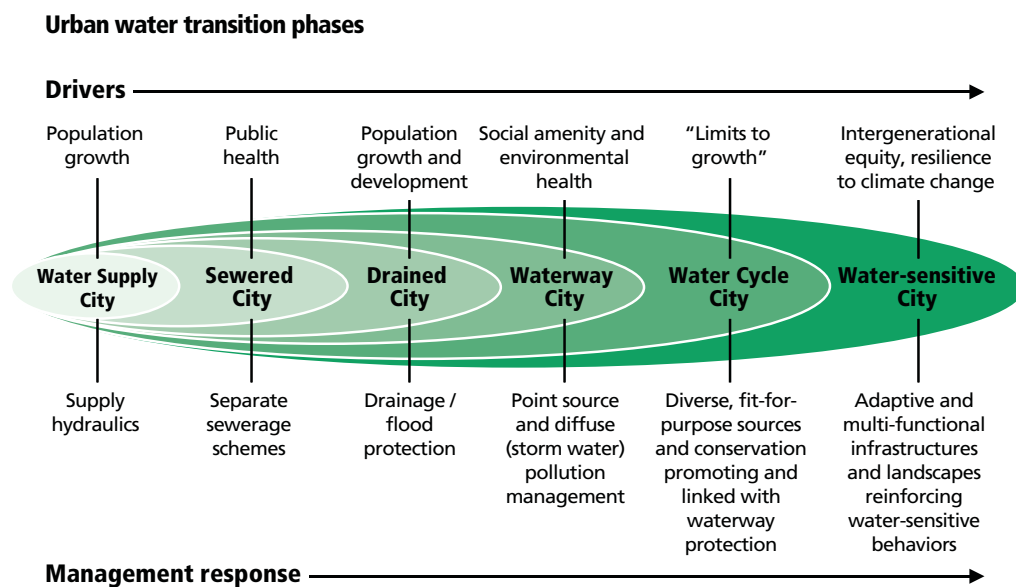 Urban water transition phases
Drivers
Population
growth
Public
health
Population
growth and
development
Social amenity and
environmental
health
“Limits to
growth”
Intergenerational
equity, resilience
to climate change
Water Supply
City
Sewered
City
Drained
City
Waterway
City
Water Cycle
City
Water-sensitive
City
Supply
hydraulics
Separate
sewerage
schemes
Drainage /
flood
protection
Point source
and diffuse
(storm water)
pollution
management
Diverse, fit-for-
purpose sources
and conservation
promoting and
linked with
waterway
protection
Adaptive and
multi-functional
infrastructures
and landscapes
reinforcing
water-sensitive
behaviors
Management response